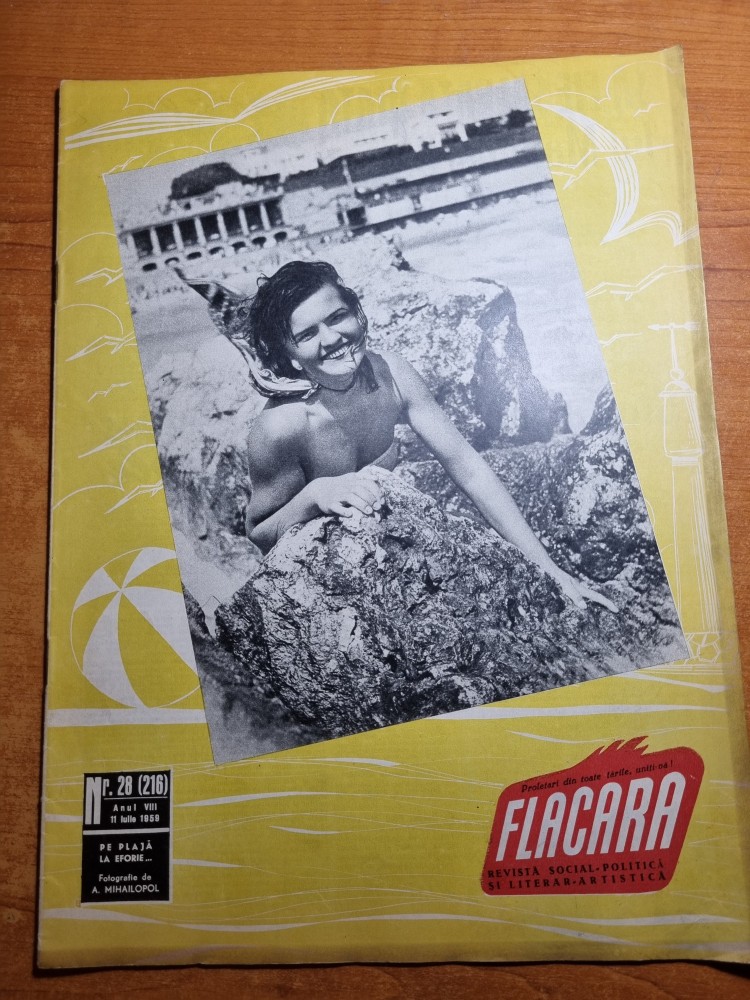 Nr. 28 (216)
Anul VIII
11 Iulie 1959
PE PLAJĂ
LA EFORIE...
Fotografie de
A. MIHAILOPOL
Proletari din toate țările, uniți-vă!
FLACĂRA
REVISTĂ SOCIAL-POLITICĂ
ȘI LITERAR-ARTISTICĂ